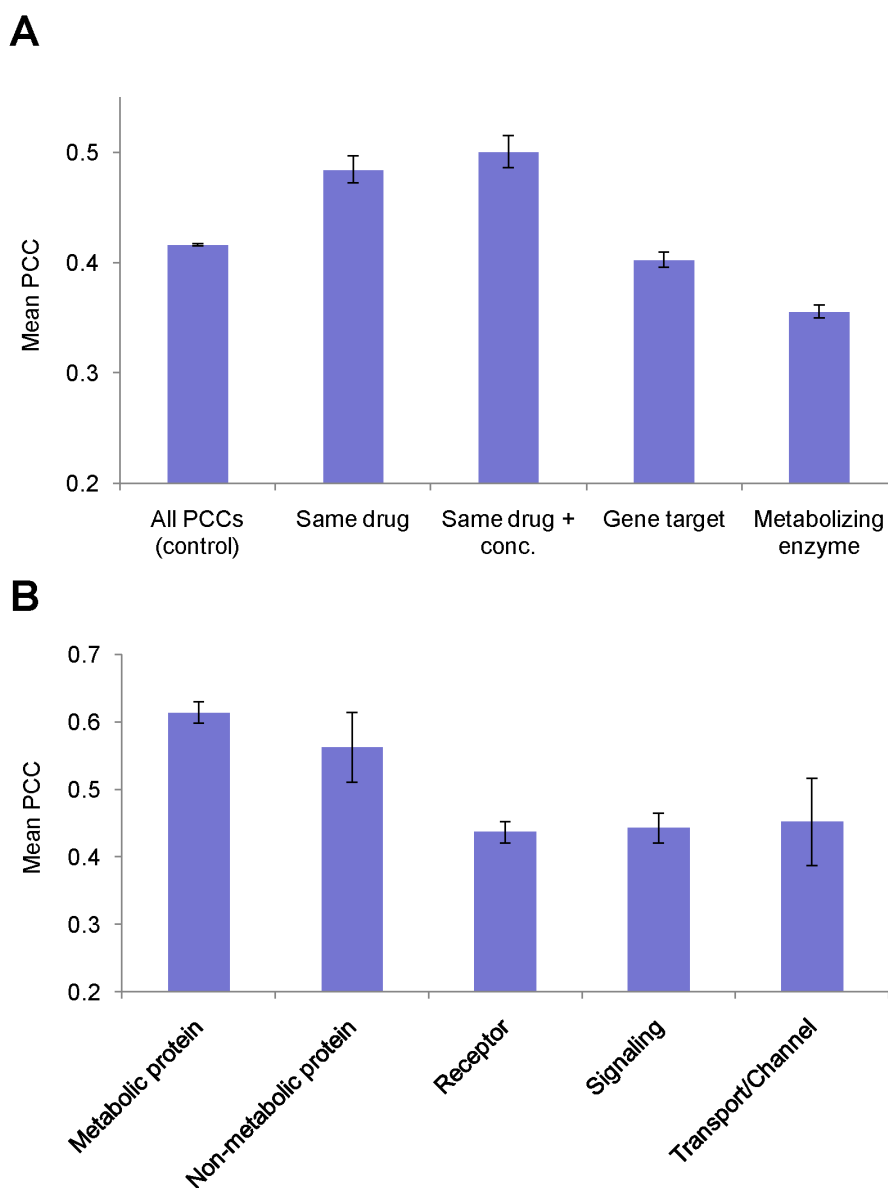 A
Mean PCC
0.5
0.4
0.3
0.2
All PCCs
(control)
Same drug
Same drug +
conc.
Gene target
Metabolizing
enzyme
B
Mean PCC
0.7
0.6
0.5
0.4
0.3
0.2
Metabolic protein
Non-metabolic protein
Receptor
Signaling
Transport/Channel